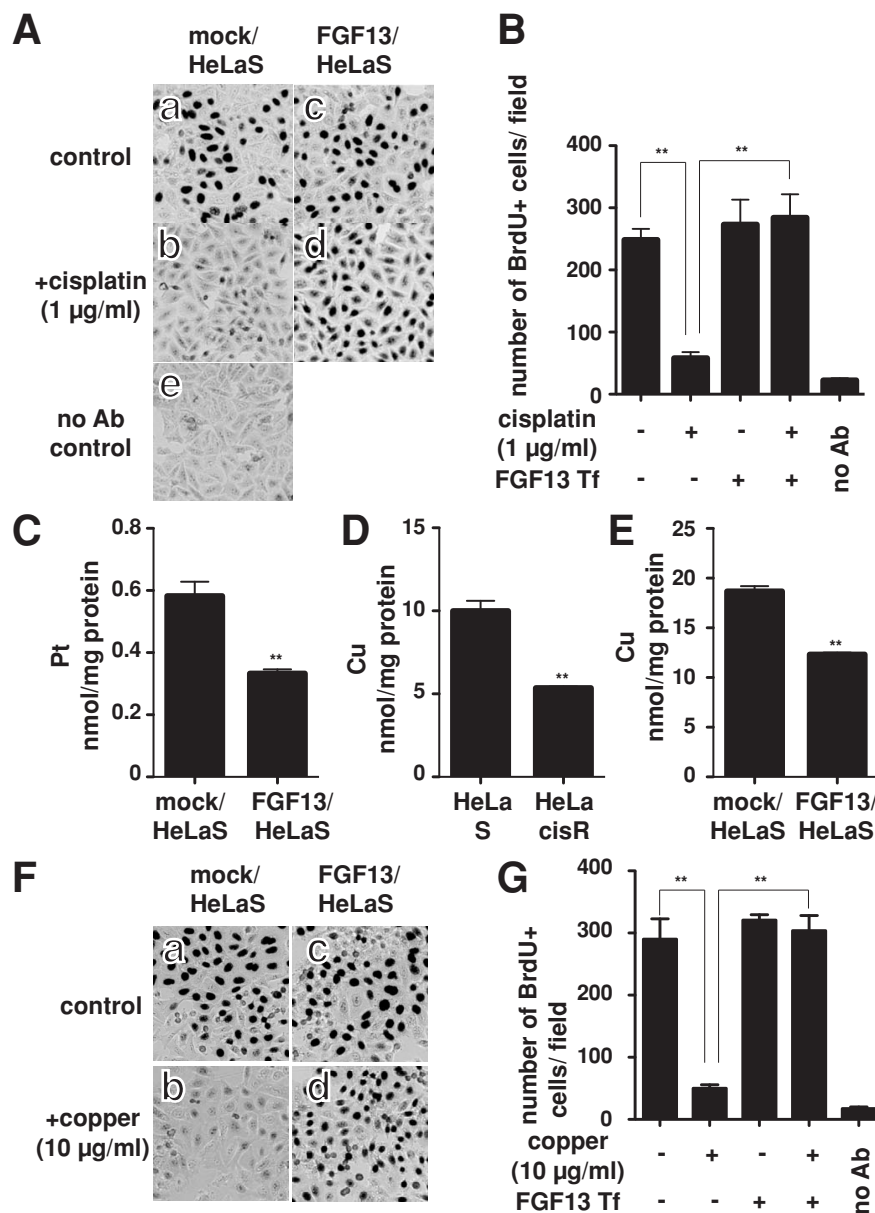 A
mock/
HeLaS
FGF13/
HeLaS
a
c
control
b
d
+cisplatin
(1 µg/ml)
e
no Ab
control
B
number of BrdU+ cells/ field
400
300
200
100
0
**
**
cisplatin
(1 µg/ml)
- + - +
FGF13 Tf
- - + +
no Ab
C
Pt
nmol/mg protein
0.8
0.6
0.4
0.2
0
**
mock/
HeLaS
FGF13/
HeLaS
D
Cu
nmol/mg protein
15
10
5
0
**
HeLa
S
HeLa
cisR
E
Cu
nmol/mg protein
25
20
15
10
5
0
**
mock/
HeLaS
FGF13/
HeLaS
F
mock/
HeLaS
FGF13/
HeLaS
a
c
control
b
d
+copper
(10 µg/ml)
G
number of BrdU+
cells/ field
400
300
200
100
0
**
**
copper
(10 µg/ml)
- + - +
FGF13 Tf
- - + +
no Ab